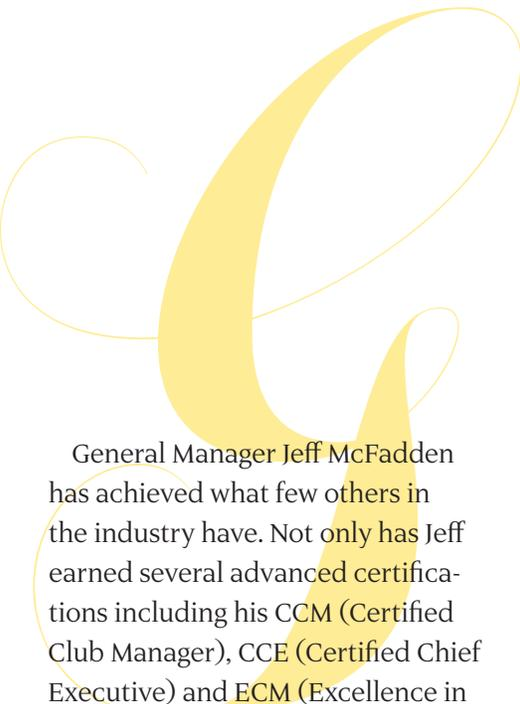 G
General Manager Jeff McFadden
has achieved what few others in
the industry have. Not only has Jeff
earned several advanced certifica-
tions including his CCM (Certified
Club Manager), CCE (Certified Chief
Executive) and ECM (Excellence in